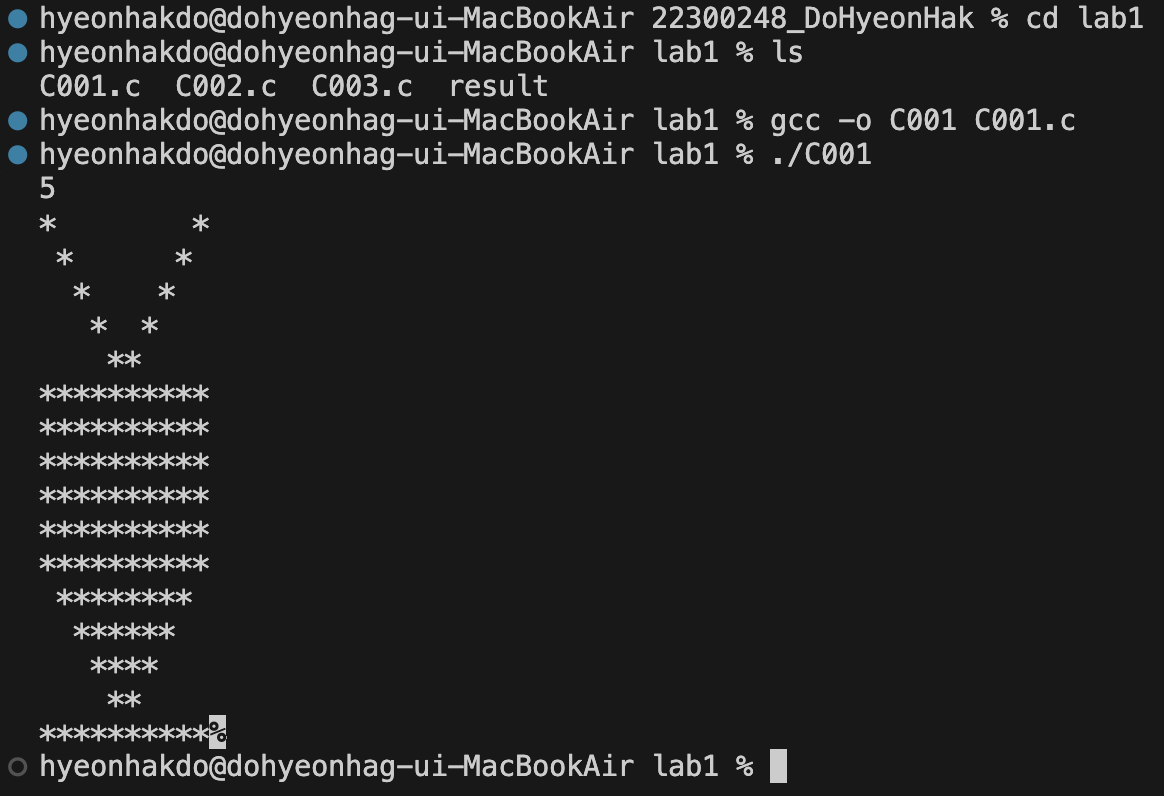 hyeonhakdo@dohyeonhag-ui-MacBookAir 22300248_DoHyeonHak % cd lab1
hyeonhakdo@dohyeonhag-ui-MacBookAir lab1 % ls
C001.c  C002.c  C003.c  result
hyeonhakdo@dohyeonhag-ui-MacBookAir lab1 % gcc -o C001 C001.c
hyeonhakdo@dohyeonhag-ui-MacBookAir lab1 % ./C001
5
*        *
 *      *
  *    *
   *  *
    **
**********
**********
**********
**********
**********
**********
 ********
  ******
   ****
    **
**********%
hyeonhakdo@dohyeonhag-ui-MacBookAir lab1 %